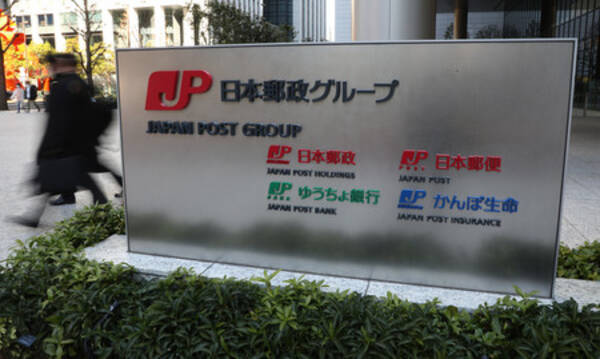 JP 日本郵政グループ
JAPAN POST GROUP
JP 日本郵政
JAPAN POST HOLDINGS
JP 日本郵便
JAPAN POST
JP ゆうちょ銀行
JAPAN POST BANK
JP かんぽ生命
JAPAN POST INSURANCE